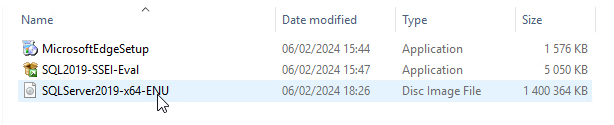 Name Date modified Type Size
MicrosoftEdgeSetup 06/02/2024 15:44 Application 1 576 KB
SQL2019-SSEI-Eval 06/02/2024 15:47 Application 5 050 KB
SQLServer2019-x64-ENU 06/02/2024 18:26 Disc Image File 1 400 364 KB